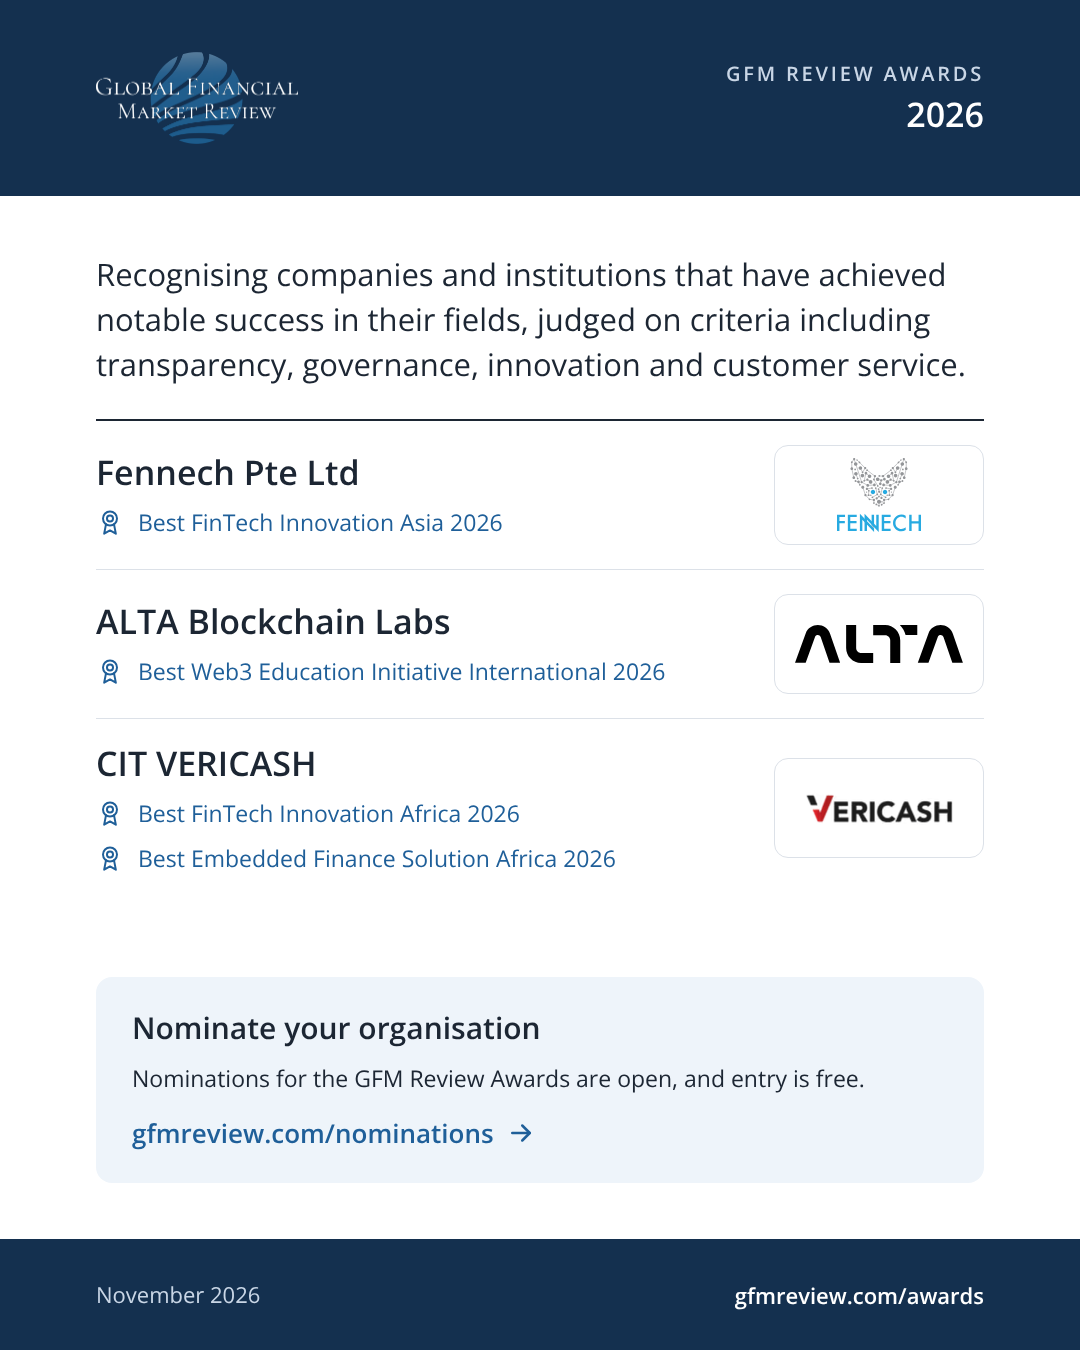 GLOBAL FINANCIAL
MARKET REVIEW
GFM REVIEW AWARDS
2026
Recognising companies and institutions that have achieved
notable success in their fields, judged on criteria including
transparency, governance, innovation and customer service.
Fennech Pte Ltd
Best FinTech Innovation Asia 2026
FENNECH
ALTA Blockchain Labs
Best Web3 Education Initiative International 2026
ALTA
CIT VERICASH
Best FinTech Innovation Africa 2026
Best Embedded Finance Solution Africa 2026
VERICASH
Nominate your organisation
Nominations for the GFM Review Awards are open, and entry is free.
gfmreview.com/nominations →
November 2026
gfmreview.com/awards